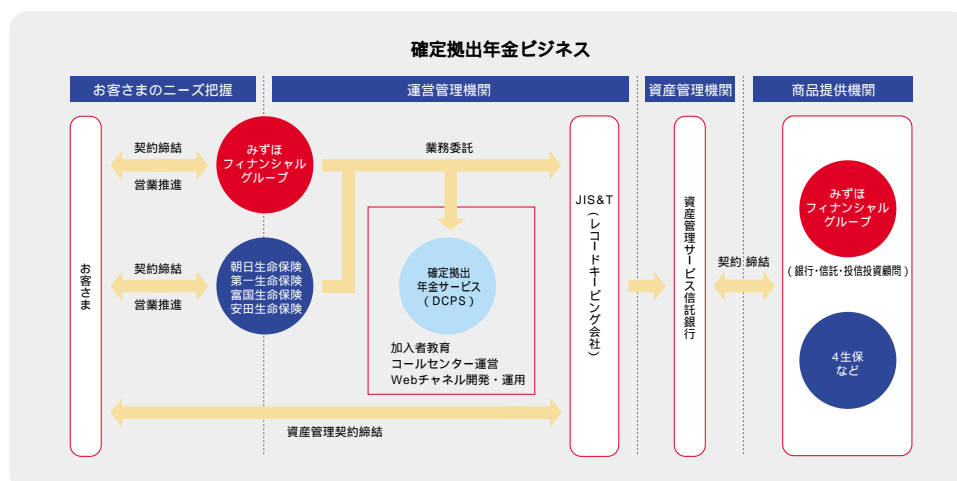 確定拠出年金ビジネス
お客さまのニーズ把握
運営管理機関
資産管理機関
商品提供機関
お客さま
契約締結
営業推進
みずほ
フィナンシャル
グループ
契約締結
営業推進
朝日生命保険
第一生命保険
富国生命保険
安田生命保険
業務委託
確定拠出
年金サービス
(DCPS)
加入者教育
コールセンター運営
Webチャネル開発・運用
資産管理契約締結
JIS&T
(レコードキーピング会社)
資産管理サービス信託銀行
契約 締結
みずほ
フィナンシャル
グループ
(銀行・信託・投信投資顧問)
4生保
など